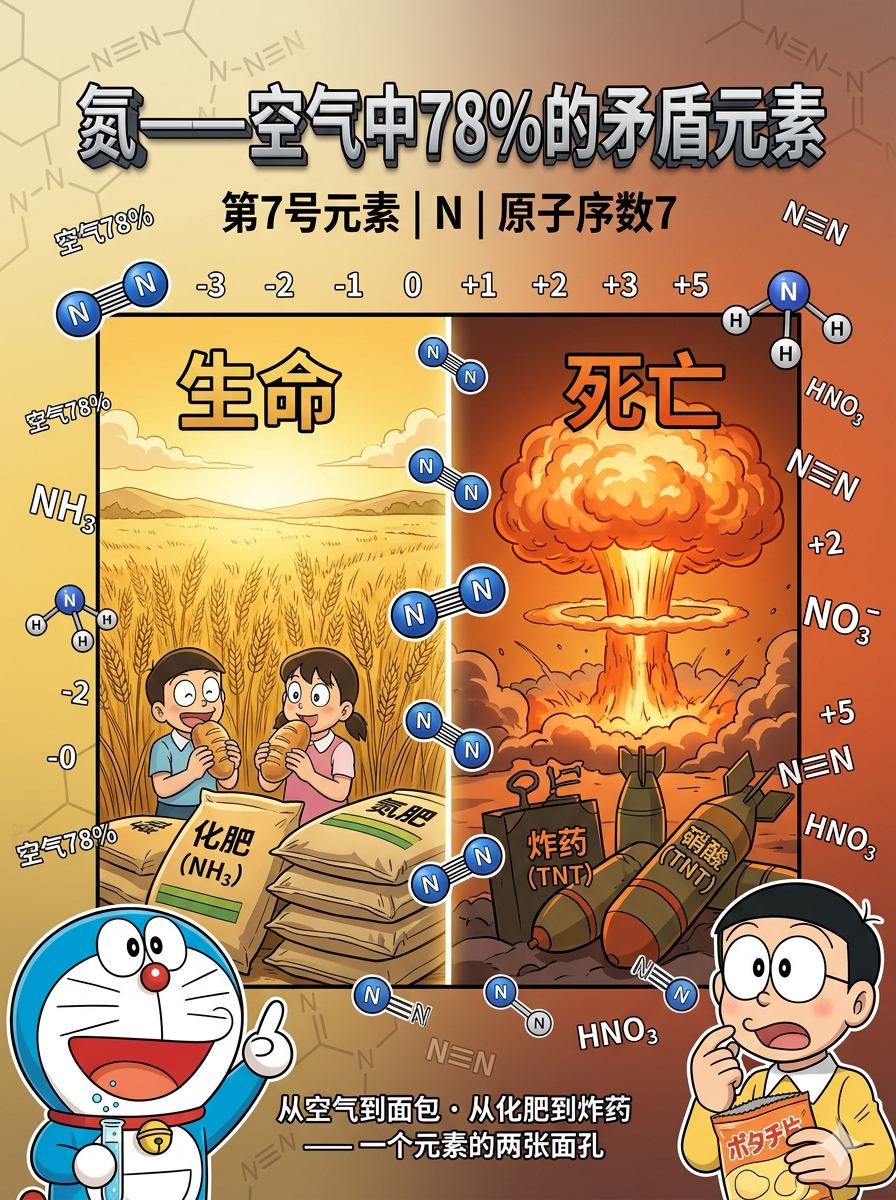 氮——空气中78%的矛盾元素
第7号元素 | N | 原子序数7
空气78%
N≡N
N N
-3 -2 -1 0 +1 +2 +3 +5
N H H H
生命
死亡
N N
空气78%
HNO₃
N N
N≡N
NH₃
+2
N N
N H H H
NO₃⁻
-2
+5
N N
-0
N≡N
氮肥
化肥
(NH₃)
炸药
(TNT)
硝酸
(TNT)
空气78%
HNO₃
N N
N N
N N
N N
HNO₃
N≡N
从空气到面包·从化肥到炸药
—— 一个元素的两张面孔
ポタチ片
N≡N
N≡N
N-N≡N
N
N-N
N≡N-N